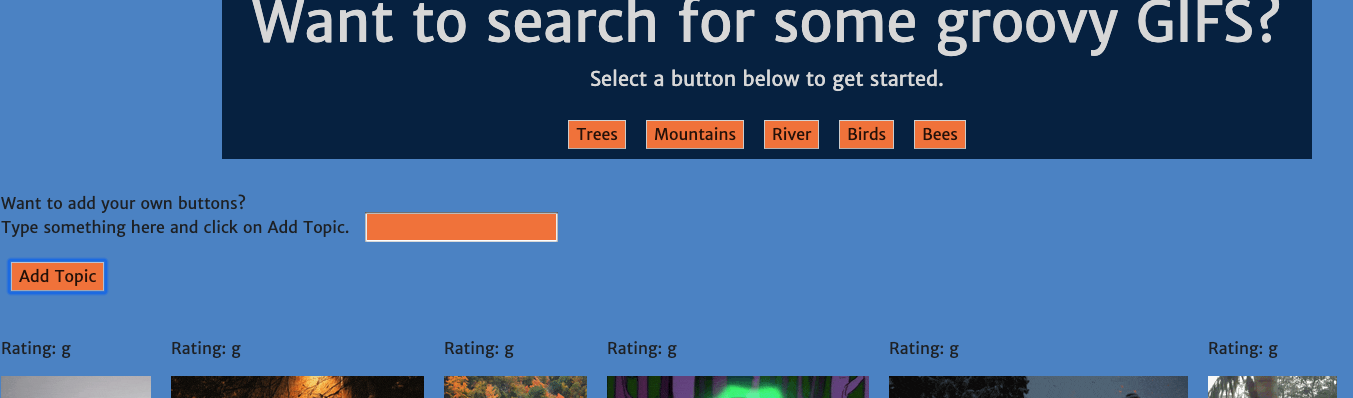 Want to search for some groovy GIFS?
Select a button below to get started.
Trees Mountains River Birds Bees
Want to add your own buttons?
Type something here and click on Add Topic.
Add Topic
Rating: g Rating: g Rating: g Rating: g Rating: g Rating: g